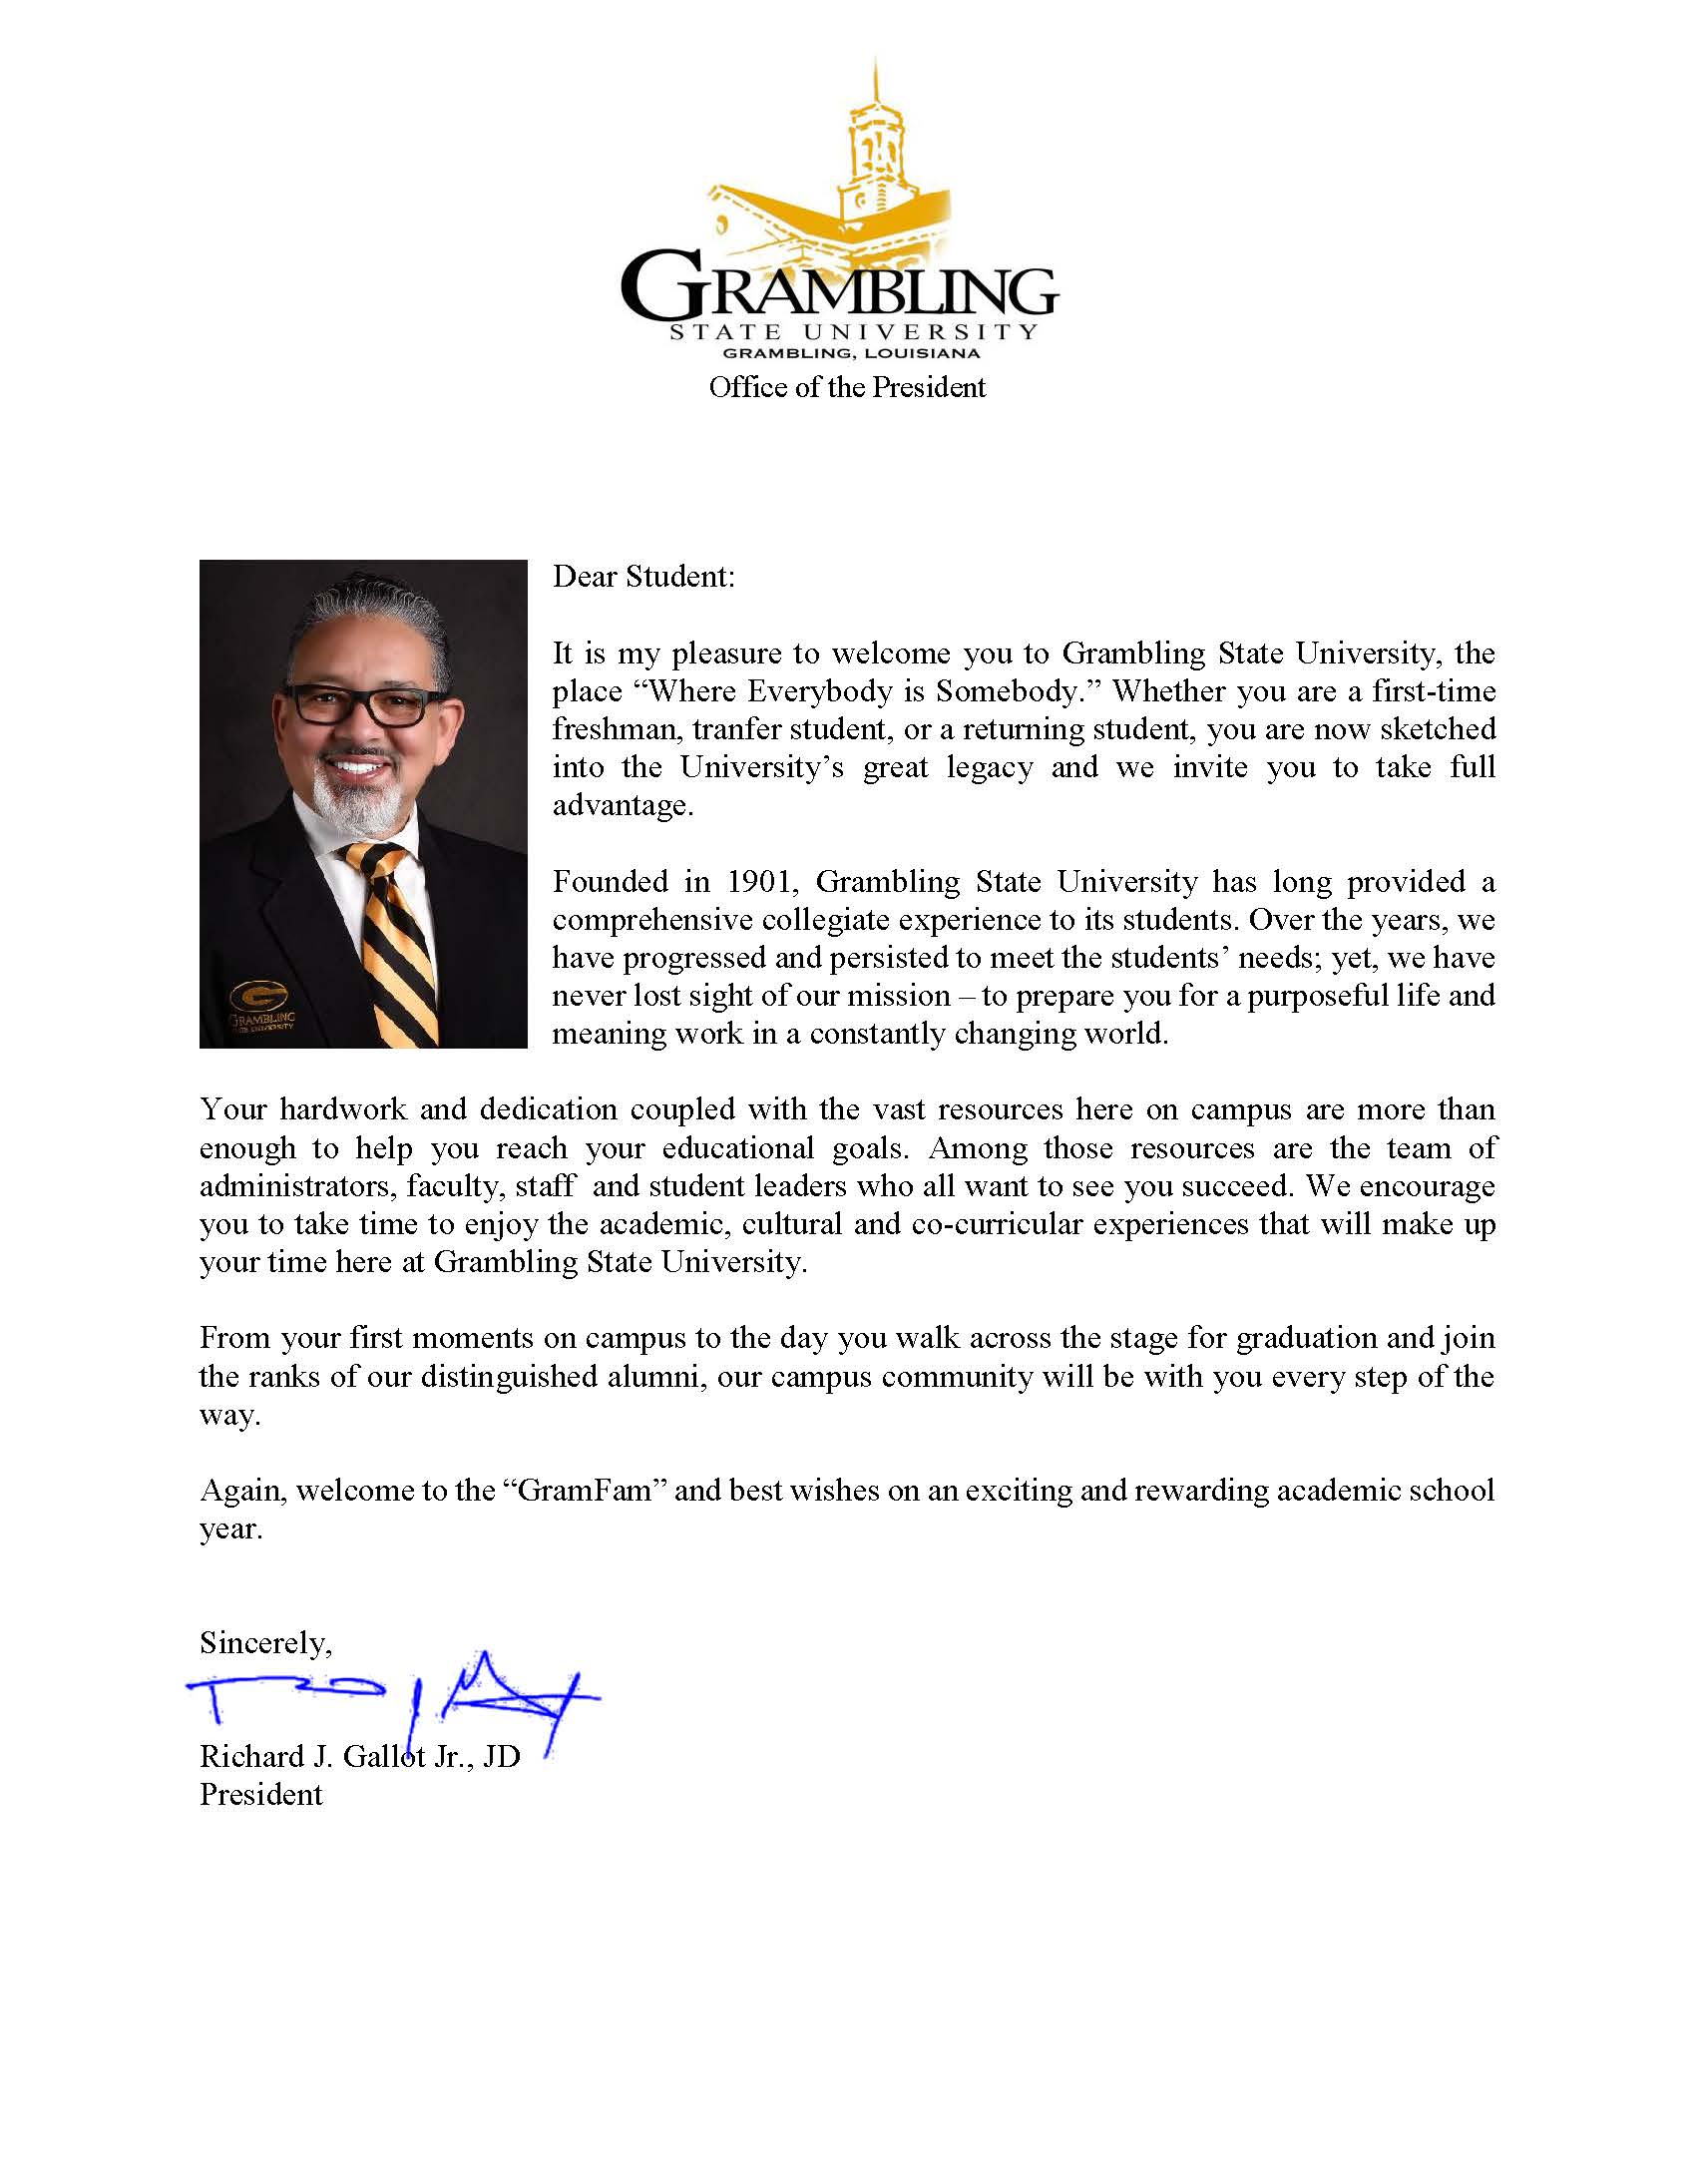 GRAMBLING
STATE UNIVERSITY
GRAMBLING, LOUISIANA
Office of the President
Dear Student:
It is my pleasure to welcome you to Grambling State University, the
place “Where Everybody is Somebody.” Whether you are a first-time
freshman, tranfer student, or a returning student, you are now sketched
into the University’s great legacy and we invite you to take full
advantage.
Founded in 1901, Grambling State University has long provided a
comprehensive collegiate experience to its students. Over the years, we
have progressed and persisted to meet the students’ needs; yet, we have
never lost sight of our mission – to prepare you for a purposeful life and
meaning work in a constantly changing world.
G
GRAMBLING
STATE UNIVERSITY
Your hardwork and dedication coupled with the vast resources here on campus are more than
enough to help you reach your educational goals. Among those resources are the team of
administrators, faculty, staff  and student leaders who all want to see you succeed. We encourage
you to take time to enjoy the academic, cultural and co-curricular experiences that will make up
your time here at Grambling State University.
From your first moments on campus to the day you walk across the stage for graduation and join
the ranks of our distinguished alumni, our campus community will be with you every step of the
way.
Again, welcome to the “GramFam” and best wishes on an exciting and rewarding academic school
year.
Sincerely,
Richard J. Gallot Jr., JD
President